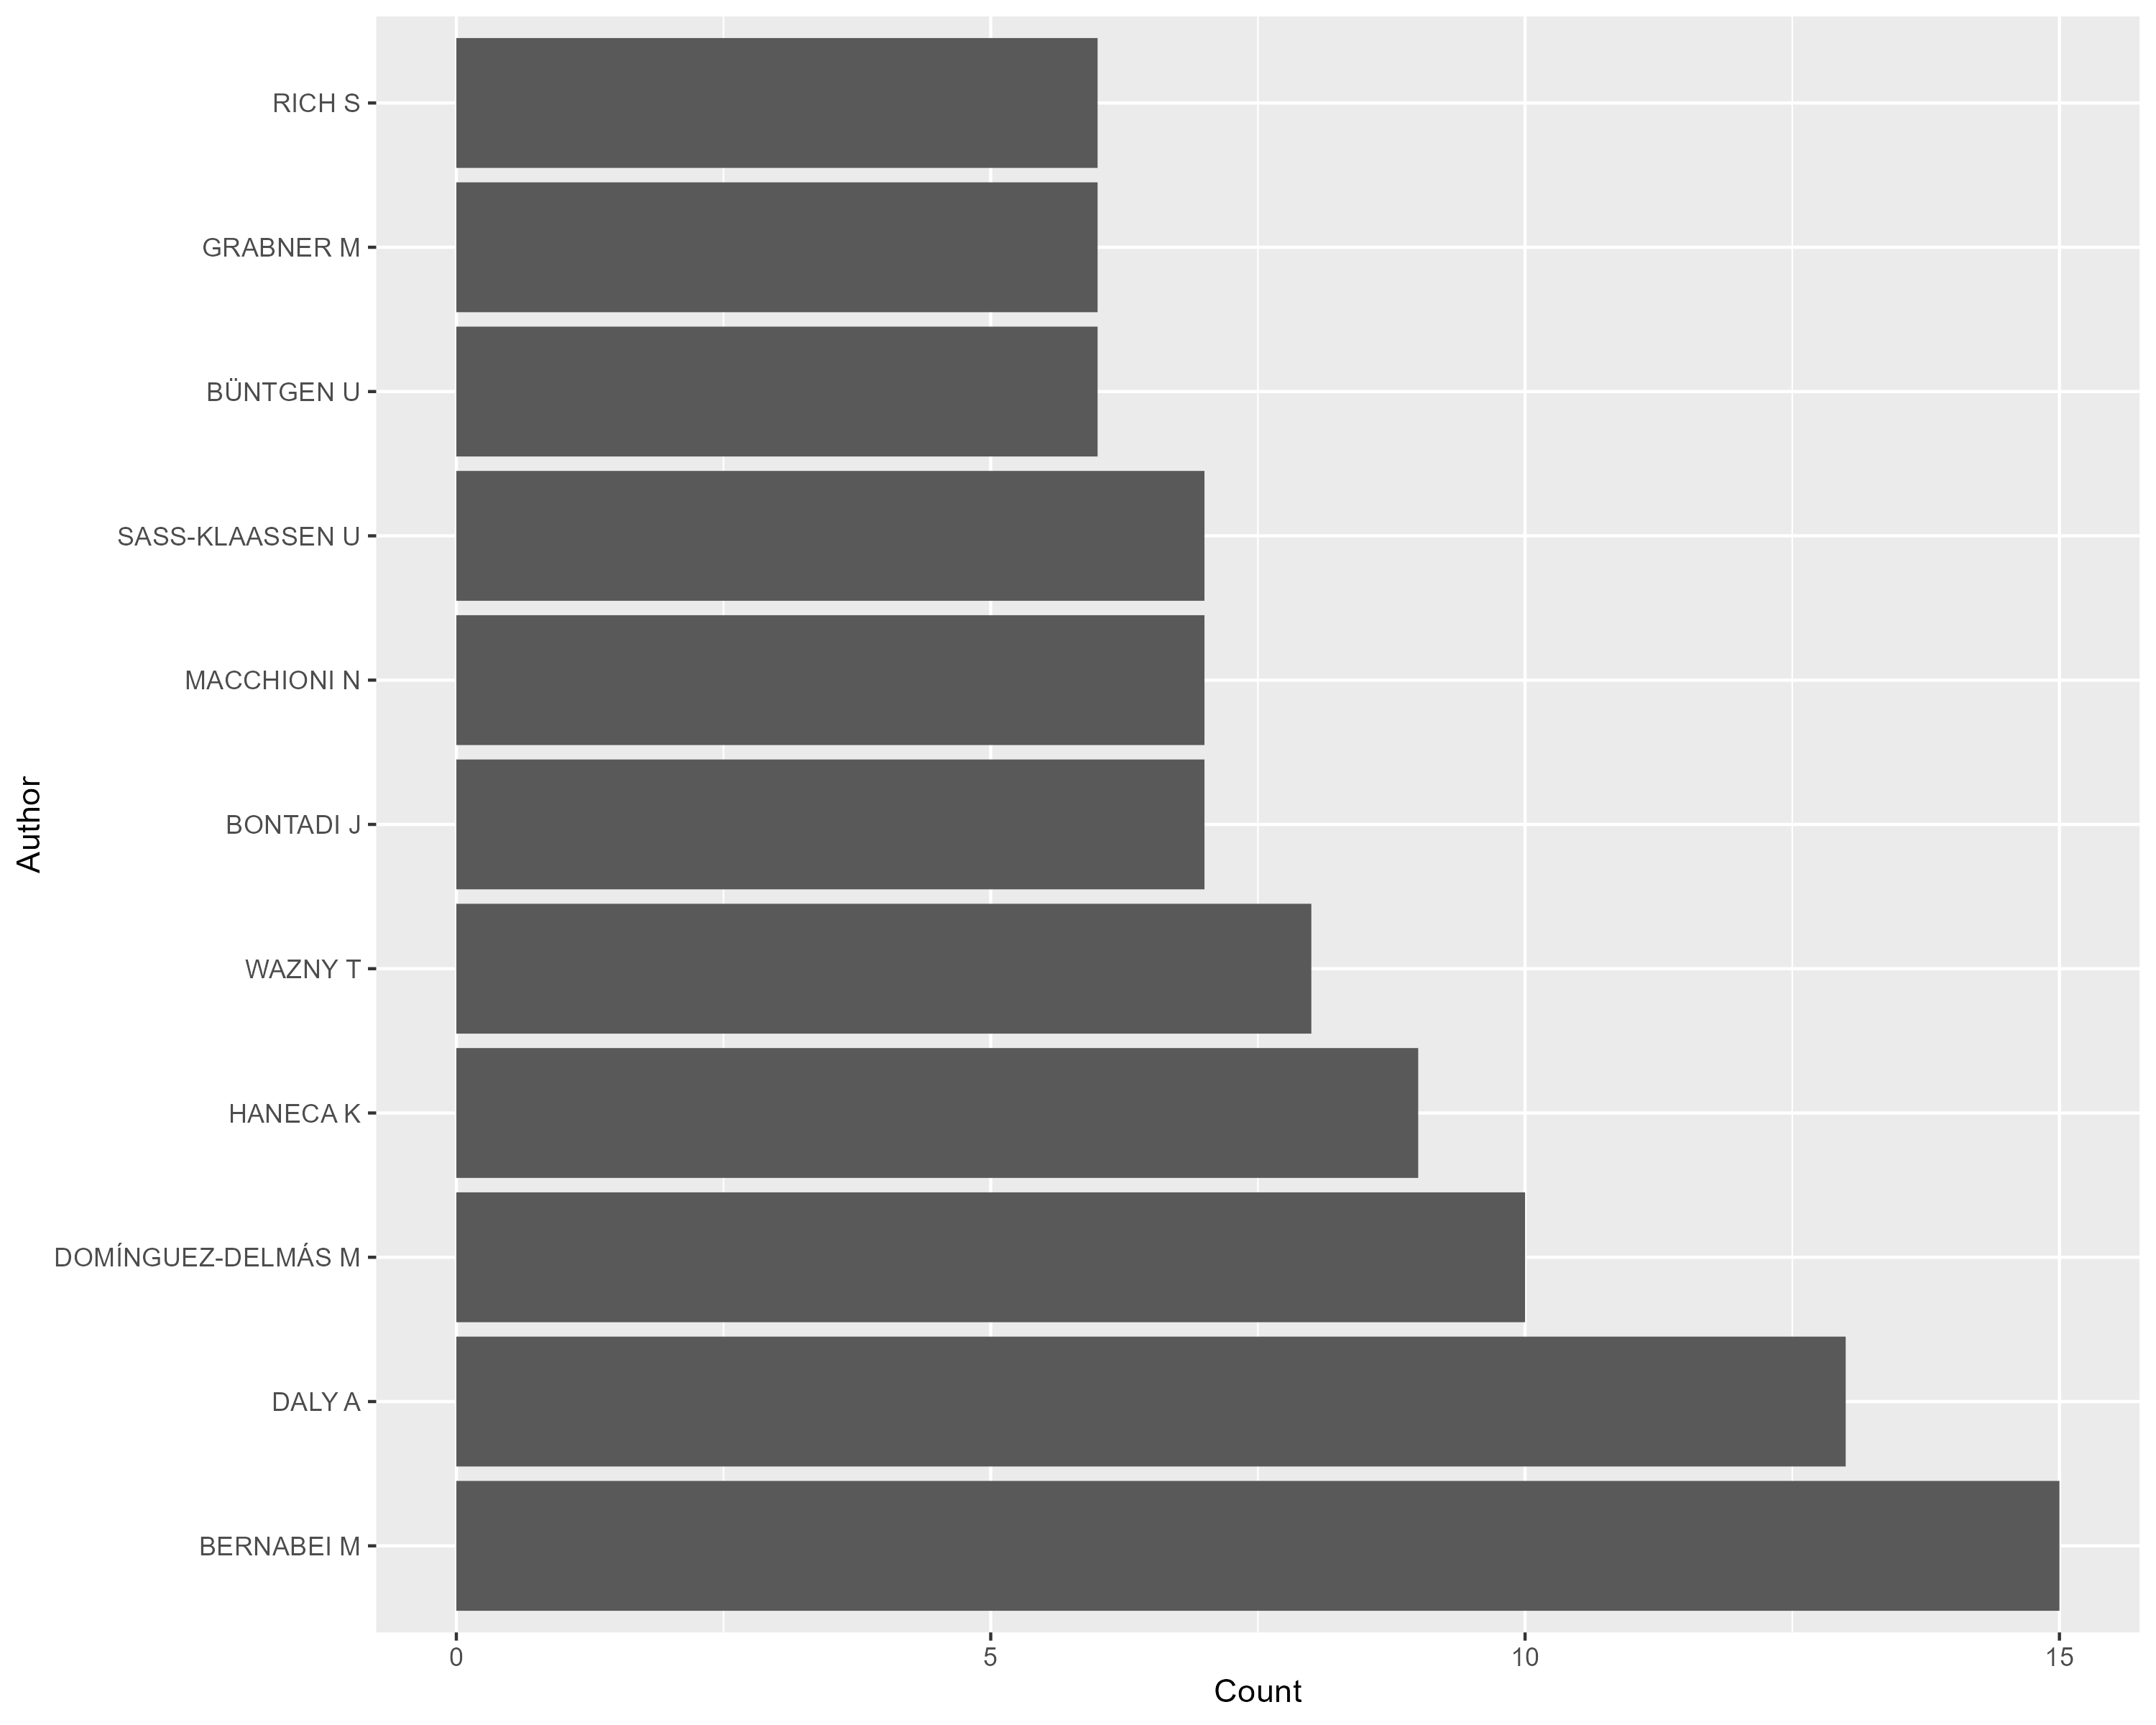 RICH S
GRABNER M
BÜNTGEN U
SASS-KLAASSEN U
MACCHIONI N
BONTADI J
WAZNY T
HANECA K
DOMÍNGUEZ-DELMÁS M
DALY A
BERNABEI M
Author
0 5 10 15
Count